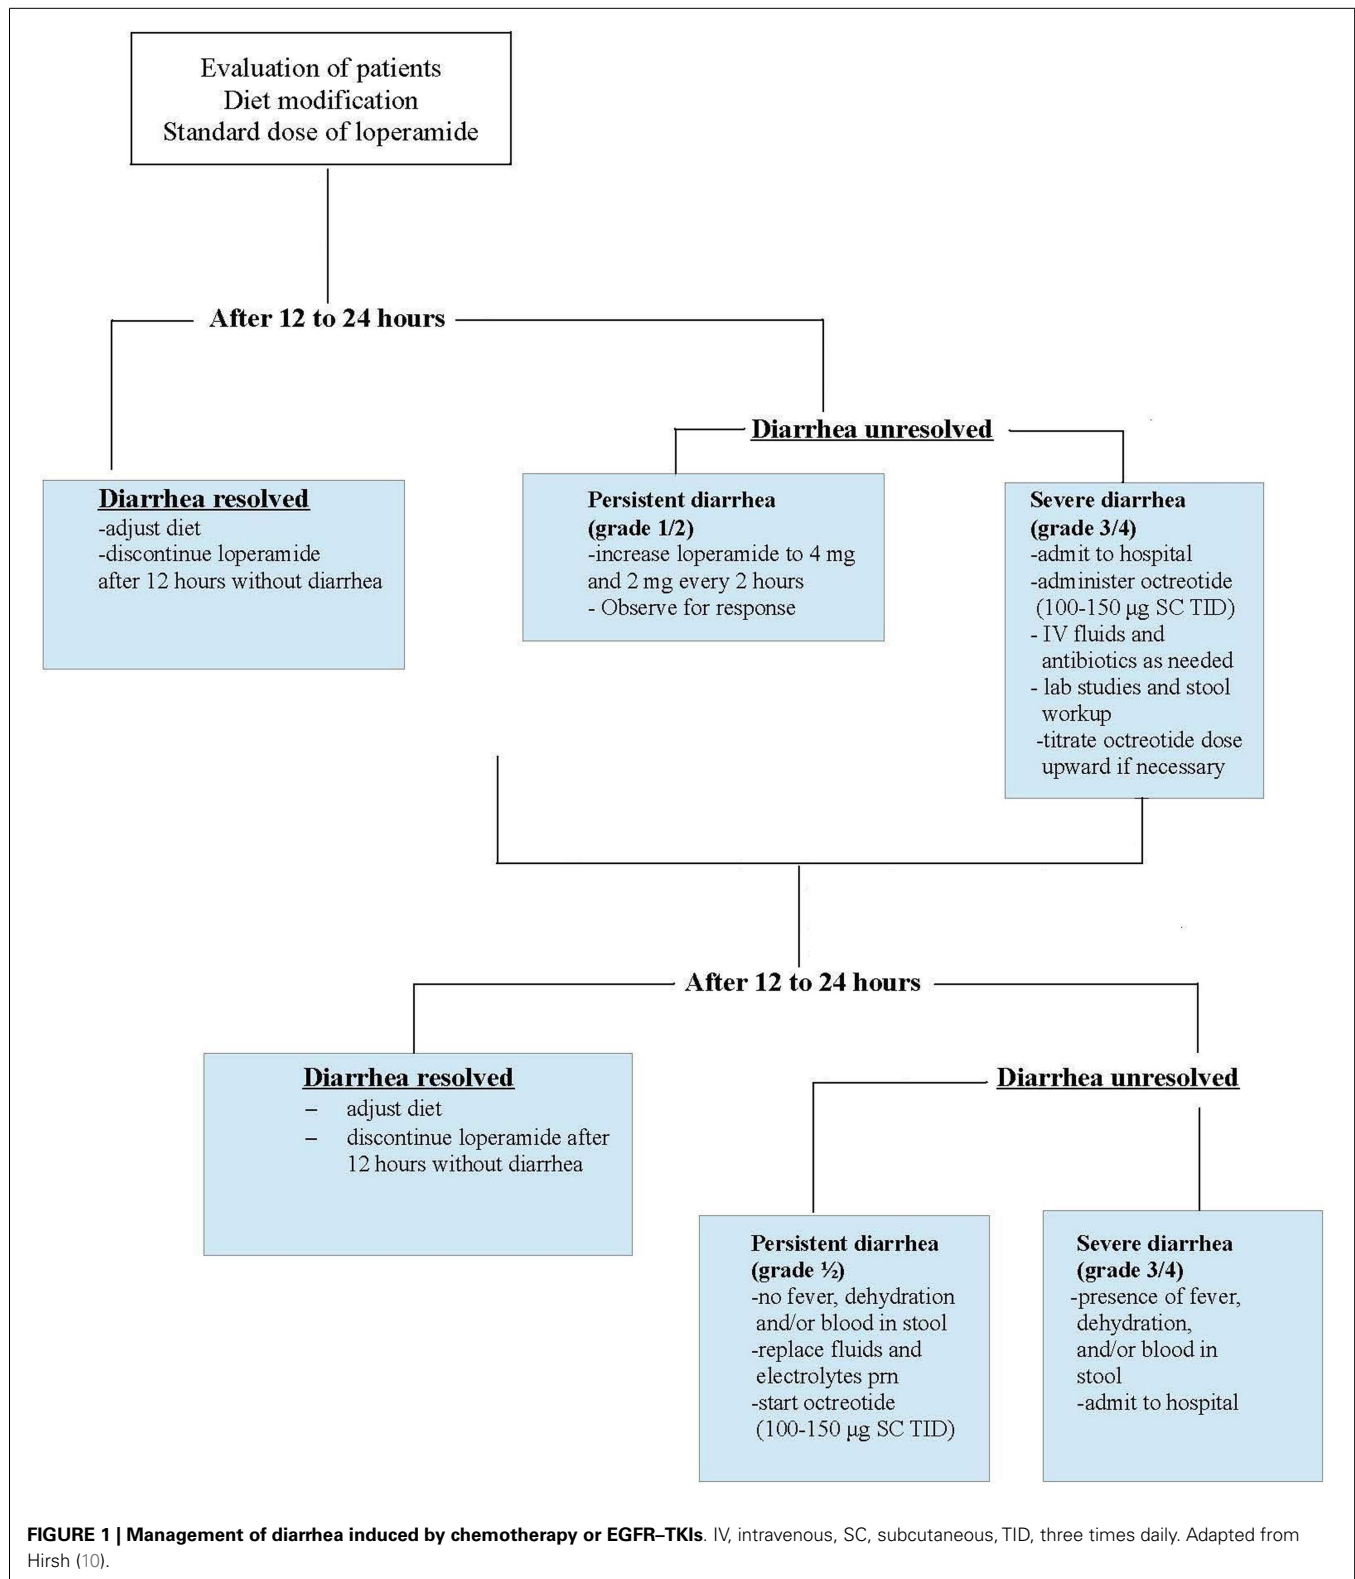 Evaluation of patients
Diet modification
Standard dose of loperamide
After 12 to 24 hours
Diarrhea unresolved
Diarrhea resolved
-adjust diet
-discontinue loperamide
after 12 hours without diarrhea
Persistent diarrhea
(grade 1/2)
-increase loperamide to 4 mg
and 2 mg every 2 hours
- Observe for response
Severe diarrhea
(grade 3/4)
-admit to hospital
-administer octreotide
(100-150 µg SC TID)
- IV fluids and
antibiotics as needed
- lab studies and stool
workup
-titrate octreotide dose
upward if necessary
After 12 to 24 hours
Diarrhea resolved
– adjust diet
– discontinue loperamide after
12 hours without diarrhea
Diarrhea unresolved
Persistent diarrhea
(grade ½)
-no fever, dehydration
and/or blood in stool
-replace fluids and
electrolytes prn
-start octreotide
(100-150 µg SC TID)
Severe diarrhea
(grade 3/4)
-presence of fever,
dehydration,
and/or blood in
stool
-admit to hospital
FIGURE 1 | Management of diarrhea induced by chemotherapy or EGFR–TKIs. IV, intravenous, SC, subcutaneous, TID, three times daily. Adapted from
Hirsh (10).